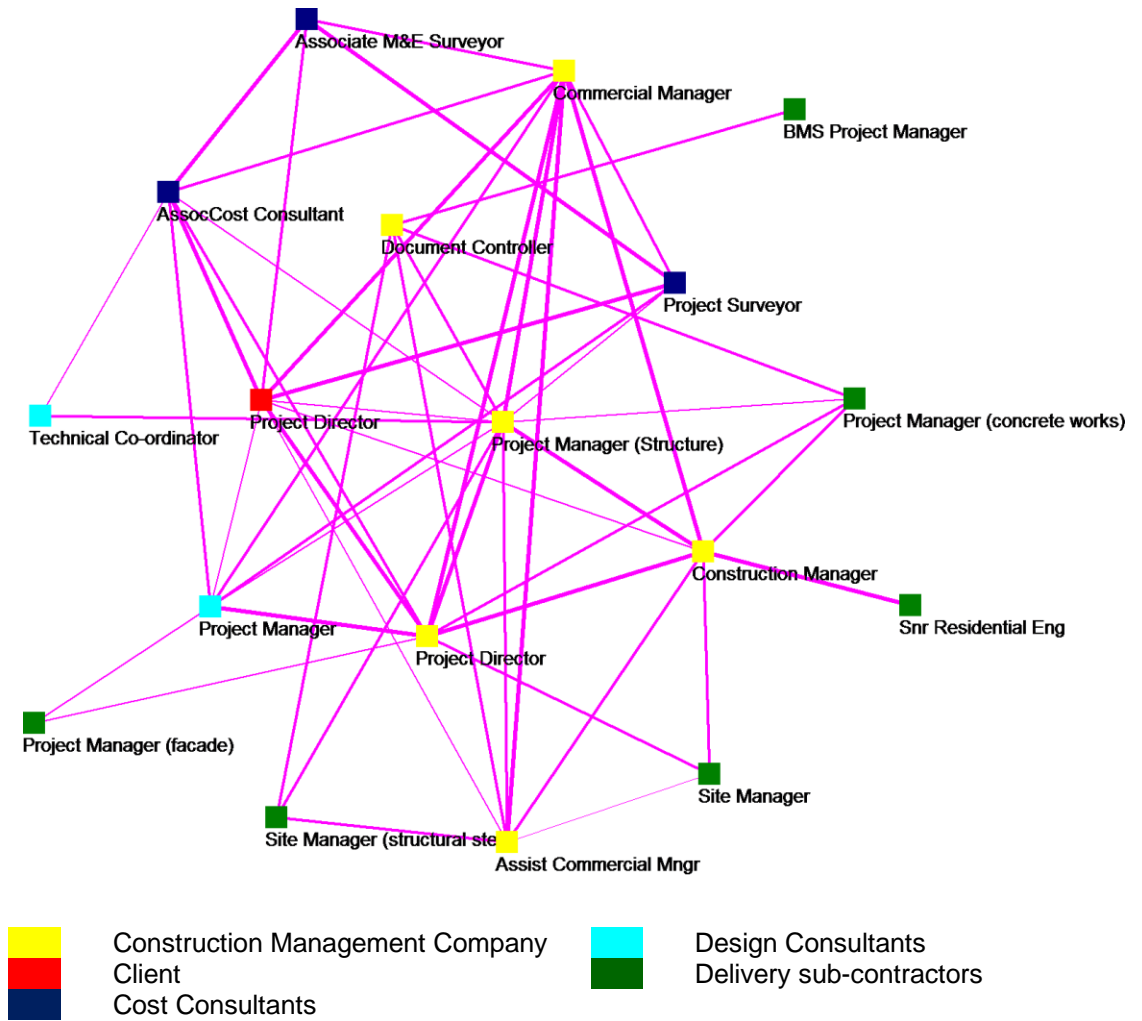 Associate M&E Surveyor
Commercial Manager
BMS Project Manager
AssocCost Consultant
Document Controller
Project Surveyor
Project Director
Technical Co-ordinator
Project Manager (Structure)
Project Manager (concrete works)
Construction Manager
Project Manager
Snr Residential Eng
Project Director
Project Manager (facade)
Site Manager
Site Manager (structural ste
Assist Commercial Mngr
Construction Management Company
Design Consultants
Client
Delivery sub-contractors
Cost Consultants